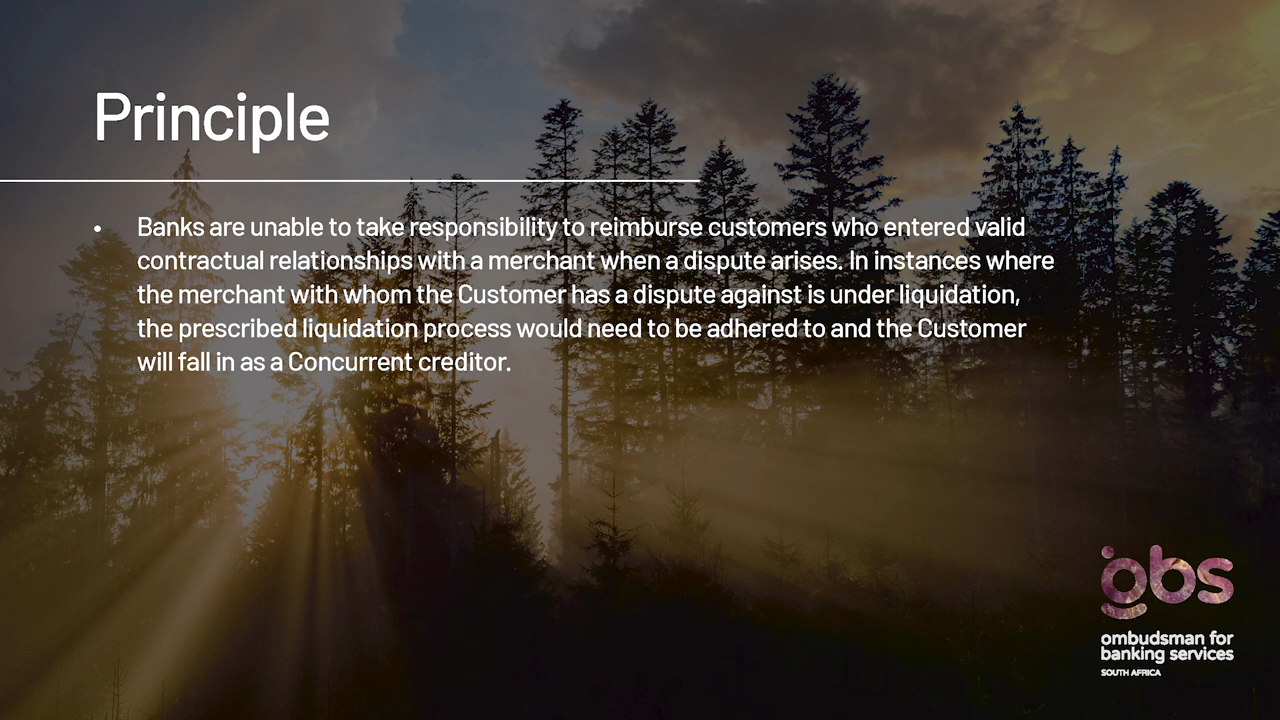 Principle
• Banks are unable to take responsibility to reimburse customers who entered valid
contractual relationships with a merchant when a dispute arises. In instances where
the merchant with whom the Customer has a dispute against is under liquidation,
the prescribed liquidation process would need to be adhered to and the Customer
will fall in as a Concurrent creditor.
obs
ombudsman for
banking services
SOUTH AFRICA